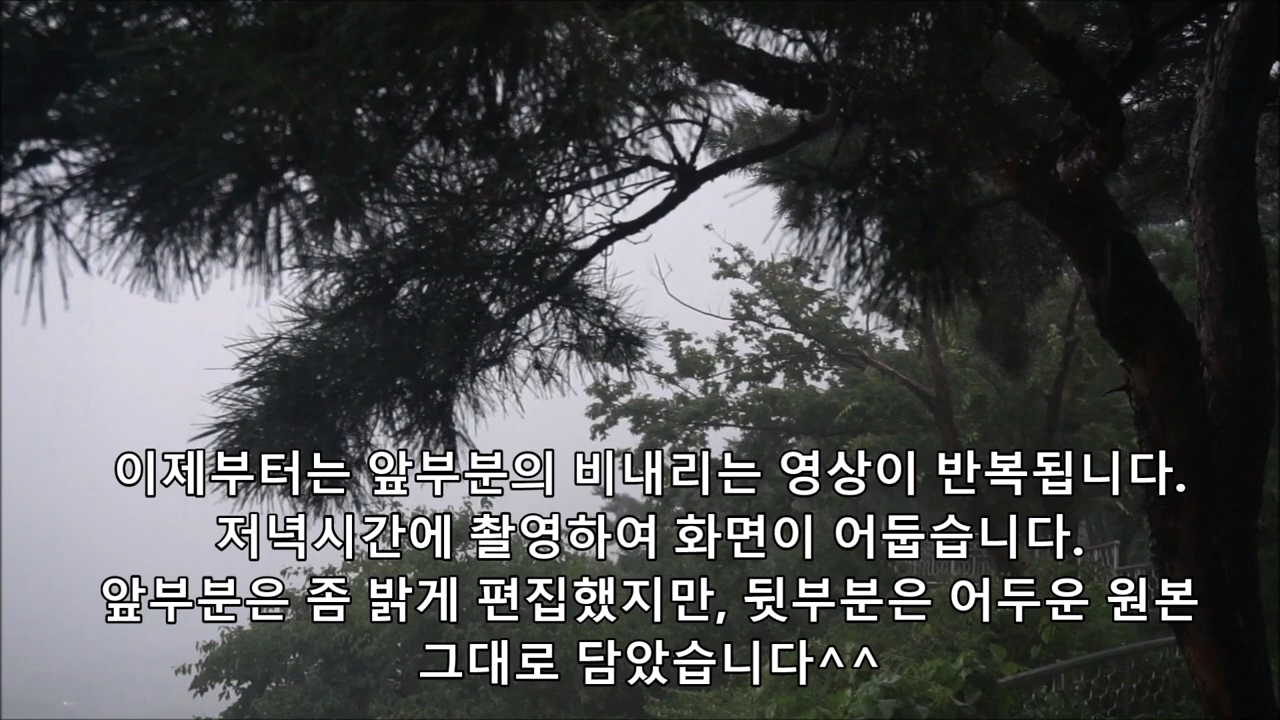 이제부터는 앞부분의 비내리는 영상이 반복됩니다.
저녁시간에 촬영하여 화면이 어둡습니다.
앞부분은 좀 밝게 편집했지만, 뒷부분은 어두운 원본
그대로 담았습니다^^